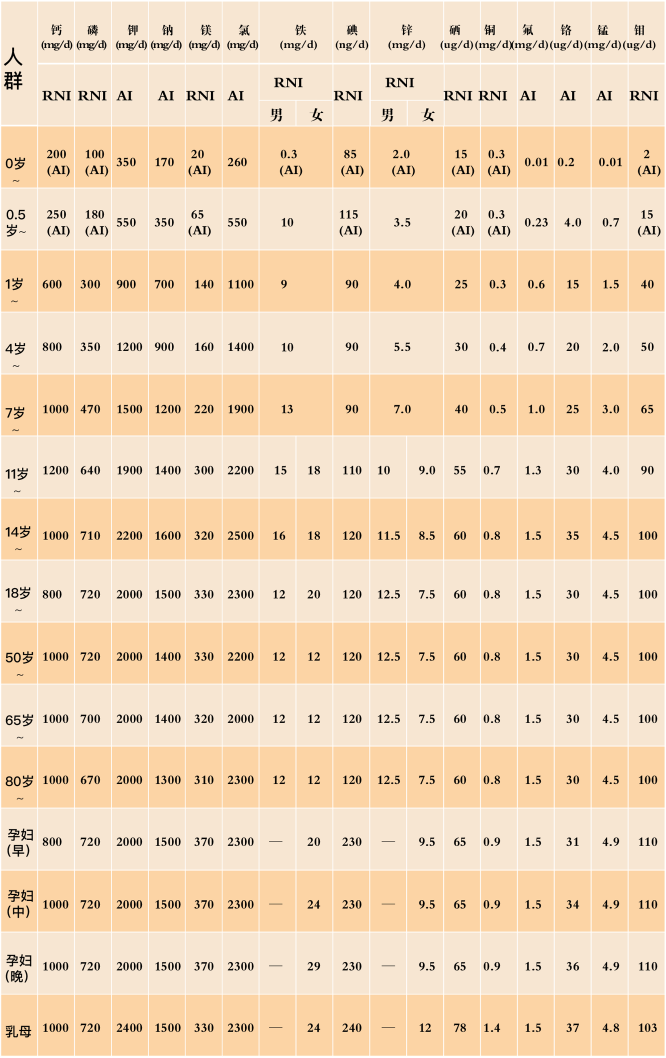 人群 钙 (mg/d) 磷 (mg/d) 钾 (mg/d) 钠 (mg/d) 镁 (mg/d) 氯 (mg/d) 铁 (mg/d) 碘 (ng/d) 锌 (mg/d) 硒 (ug/d) 铜 (mg/d) 氟 (mg/d) 铬 (ug/d) 锰 (mg/d) 钼 (ug/d)
RNI RNI AI AI RNI AI RNI RNI RNI RNI RNI AI AI AI RNI
男 女 男 女
0岁~ 200 (AI) 100 (AI) 350 170 20 (AI) 260 0.3 (AI) 85 (AI) 2.0 (AI) 15 (AI) 0.3 (AI) 0.01 0.2 0.01 2 (AI)
0.5岁~ 250 (AI) 180 (AI) 550 350 65 (AI) 550 10 115 (AI) 3.5 20 (AI) 0.3 (AI) 0.23 4.0 0.7 15 (AI)
1岁~ 600 300 900 700 140 1100 9 90 4.0 25 0.3 0.6 15 1.5 40
4岁~ 800 350 1200 900 160 1400 10 90 5.5 30 0.4 0.7 20 2.0 50
7岁~ 1000 470 1500 1200 220 1900 13 90 7.0 40 0.5 1.0 25 3.0 65
11岁~ 1200 640 1900 1400 300 2200 15 18 110 10 9.0 55 0.7 1.3 30 4.0 90
14岁~ 1000 710 2200 1600 320 2500 16 18 120 11.5 8.5 60 0.8 1.5 35 4.5 100
18岁~ 800 720 2000 1500 330 2300 12 20 120 12.5 7.5 60 0.8 1.5 30 4.5 100
50岁~ 1000 720 2000 1400 330 2200 12 12 120 12.5 7.5 60 0.8 1.5 30 4.5 100
65岁~ 1000 700 2000 1400 320 2000 12 12 120 12.5 7.5 60 0.8 1.5 30 4.5 100
80岁~ 1000 670 2000 1300 310 2300 12 12 120 12.5 7.5 60 0.8 1.5 30 4.5 100
孕妇(早) 800 720 2000 1500 370 2300 — 20 230 — 9.5 65 0.9 1.5 31 4.9 110
孕妇(中) 1000 720 2000 1500 370 2300 — 24 230 — 9.5 65 0.9 1.5 34 4.9 110
孕妇(晚) 1000 720 2000 1500 370 2300 — 29 230 — 9.5 65 0.9 1.5 36 4.9 110
乳母 1000 720 2400 1500 330 2300 — 24 240 — 12 78 1.4 1.5 37 4.8 103